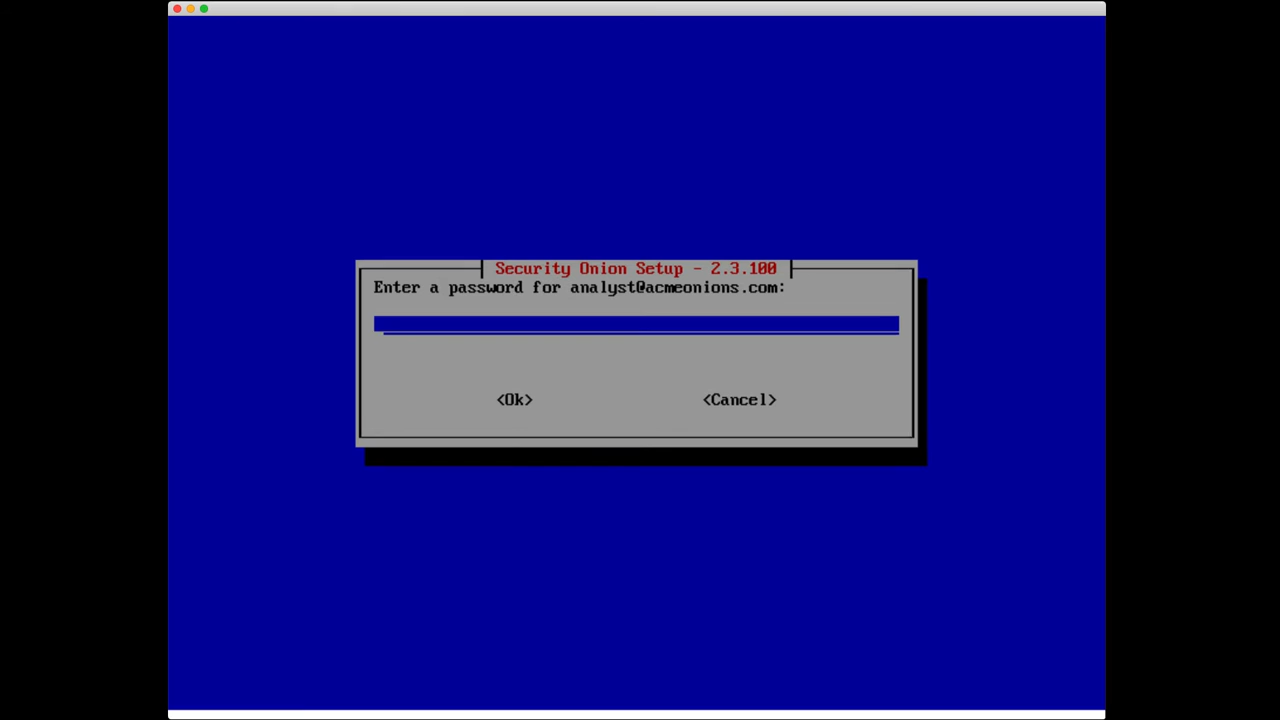 Security Onion Setup - 2.3.100
Enter a password for analyst@acmeonions.com:
<Ok> <Cancel>